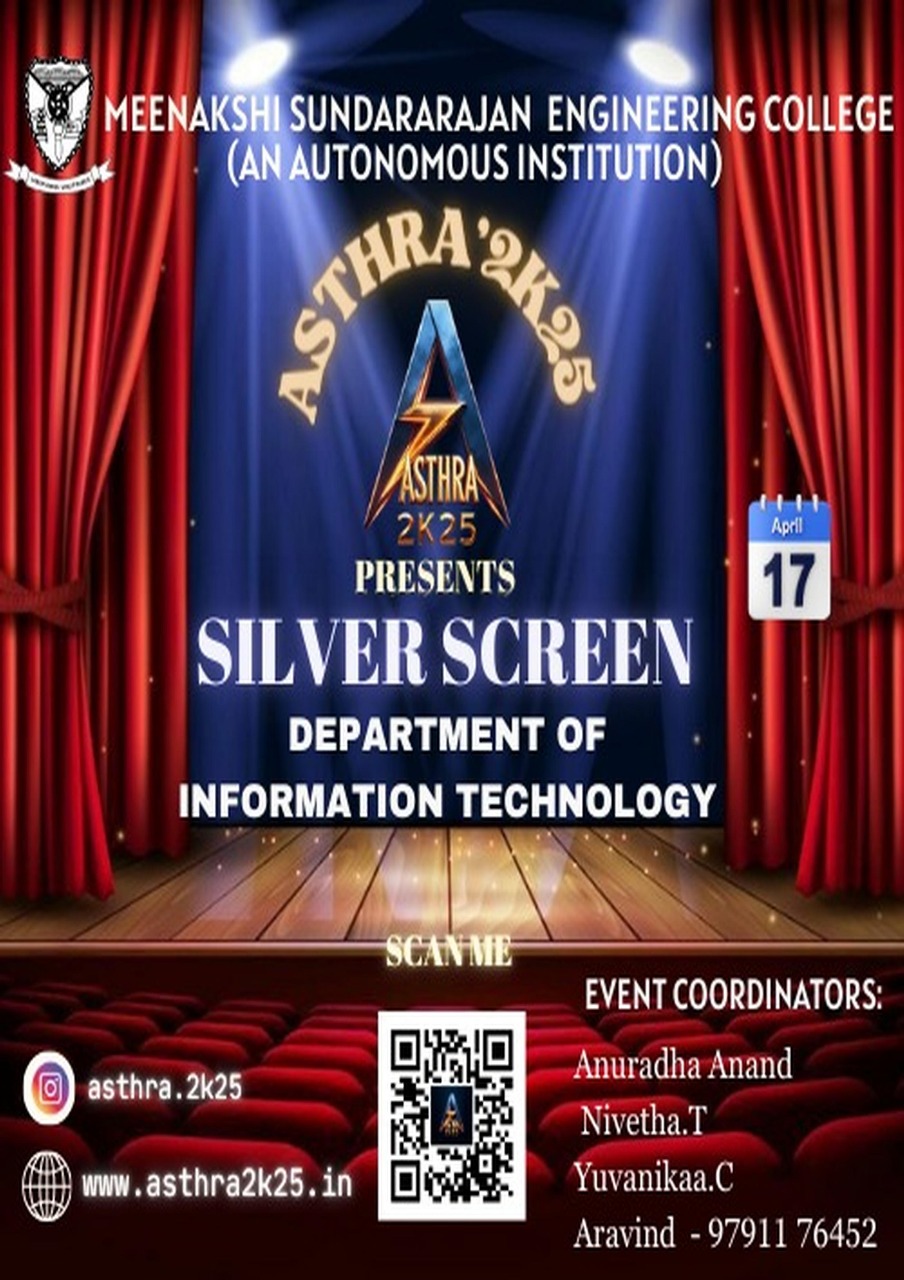 MEENAKSHI SUNDARARAJAN ENGINEERING COLLEGE
(AN AUTONOMOUS INSTITUTION)
ASTHRA'2K25
ASTHRA
2K25
PRESENTS
April
17
SILVER SCREEN
DEPARTMENT OF
INFORMATION TECHNOLOGY
SCAN ME
EVENT COORDINATORS:
Anuradha Anand
Nivetha.T
Yuvanikaa.C
Aravind - 97911 76452
asthra.2k25
www.asthra2k25.in